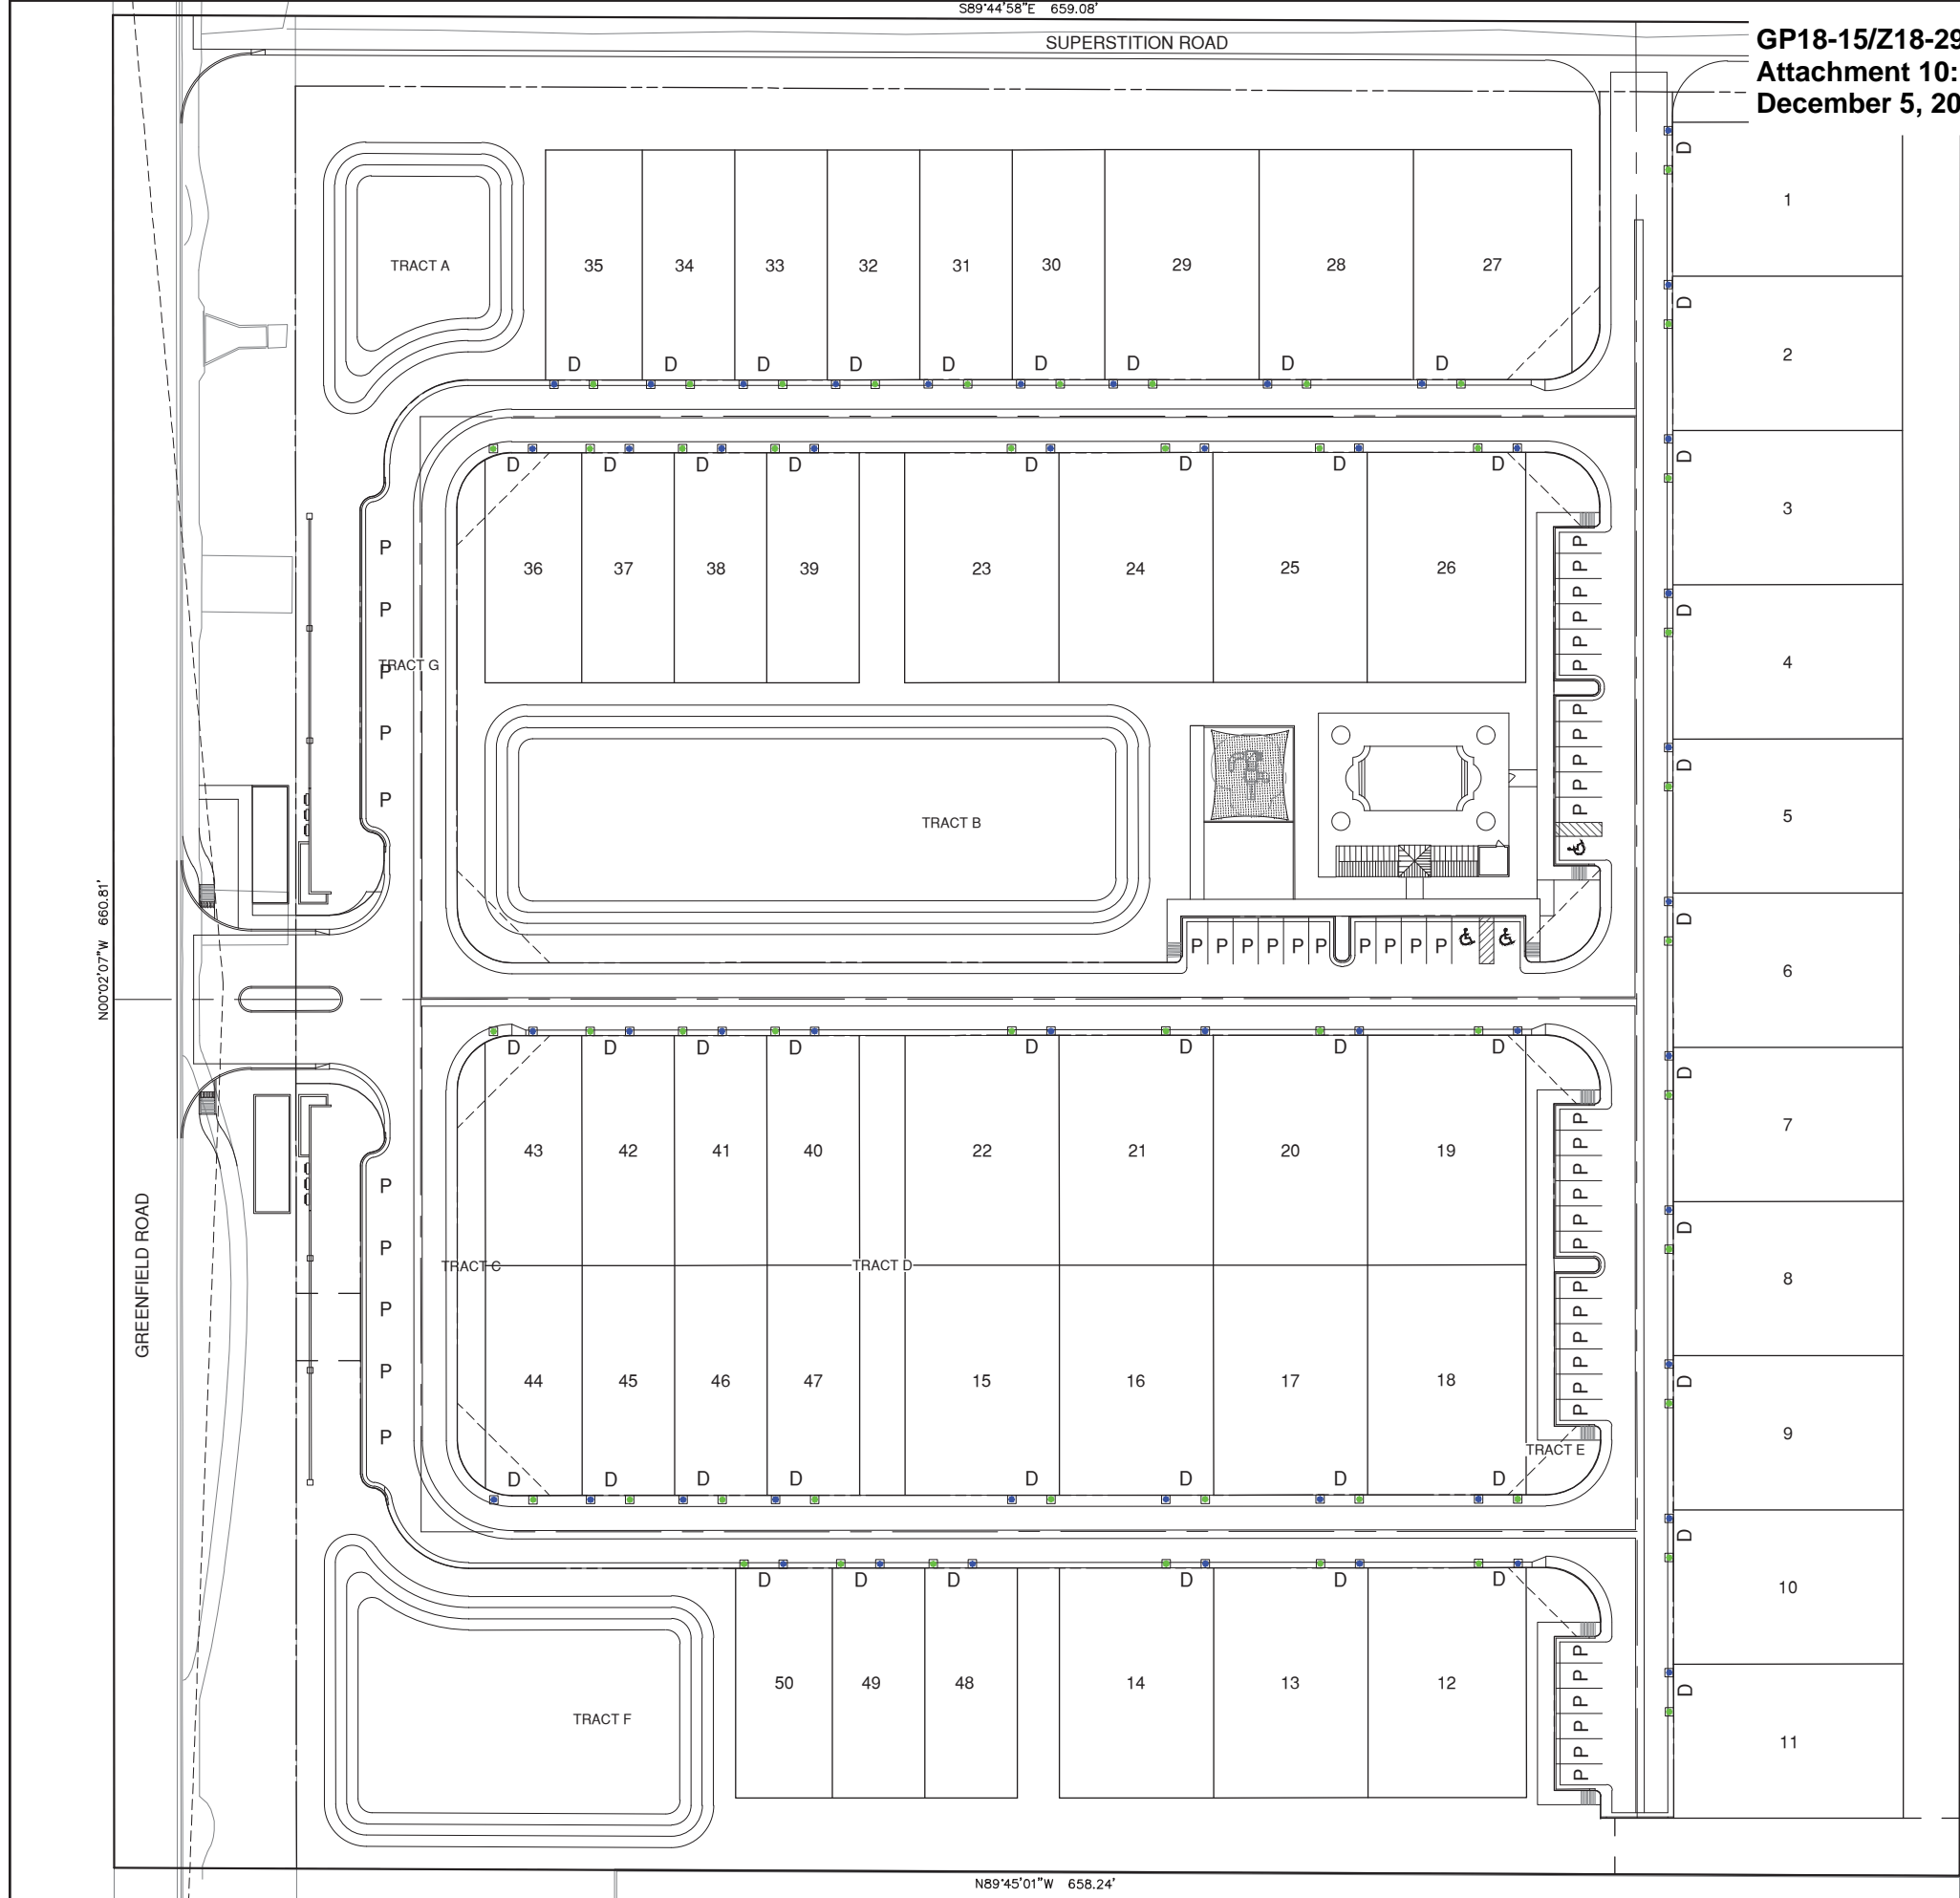 S89°44'58"E 659.08'
SUPERSTITION ROAD
GP18-15/Z18-29
Attachment 10:
December 5, 20
D
1
TRACT A
35 34 33 32 31 30 29 28 27
D
2
D D D D D D D D D
D D D D D D D D
D
3
P
P
P
P
P
P
P
36 37 38 39 23 24 25 26
P
D
4
TRACT G
P
P
P
P
P
P
P
P
D
5
TRACT B
N00°02'07"W 660.81'
P P P P P P P P P P
D
6
D D D D D D D D
D
7
P
P
P
P
P
P
43 42 41 40 22 21 20 19
P
GREENFIELD ROAD
P
P
P
P
TRACT C
TRACT D
D
8
P
P
P
P
P
P
44 45 46 47 15 16 17 18
D
9
TRACT E
D D D D D D D D
D
10
D D D D D D
P
P
P
P
P
P
50 49 48 14 13 12
TRACT F
D
11
N89°45'01"W 658.24'